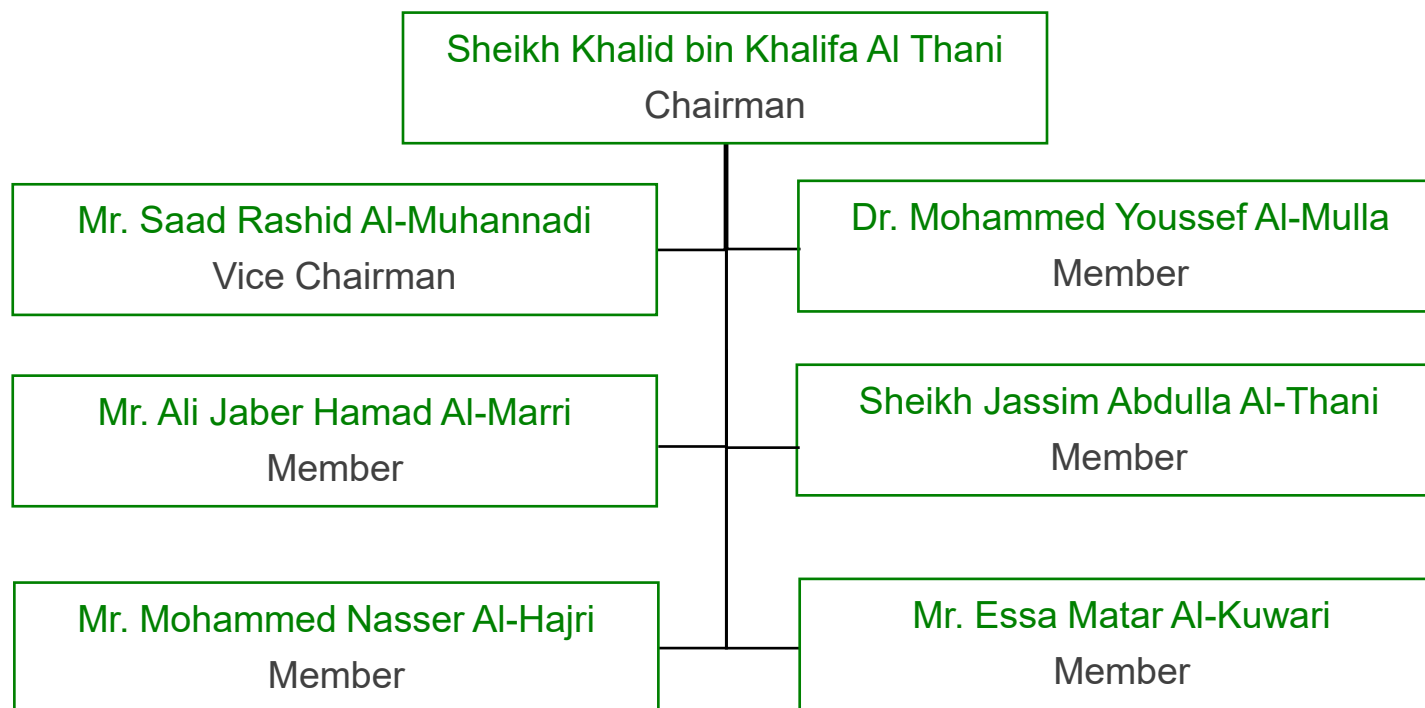 Sheikh Khalid bin Khalifa Al Thani
Chairman
Mr. Saad Rashid Al-Muhannadi
Vice Chairman
Dr. Mohammed Youssef Al-Mulla
Member
Mr. Ali Jaber Hamad Al-Marri
Member
Sheikh Jassim Abdulla Al-Thani
Member
Mr. Mohammed Nasser Al-Hajri
Member
Mr. Essa Matar Al-Kuwari
Member